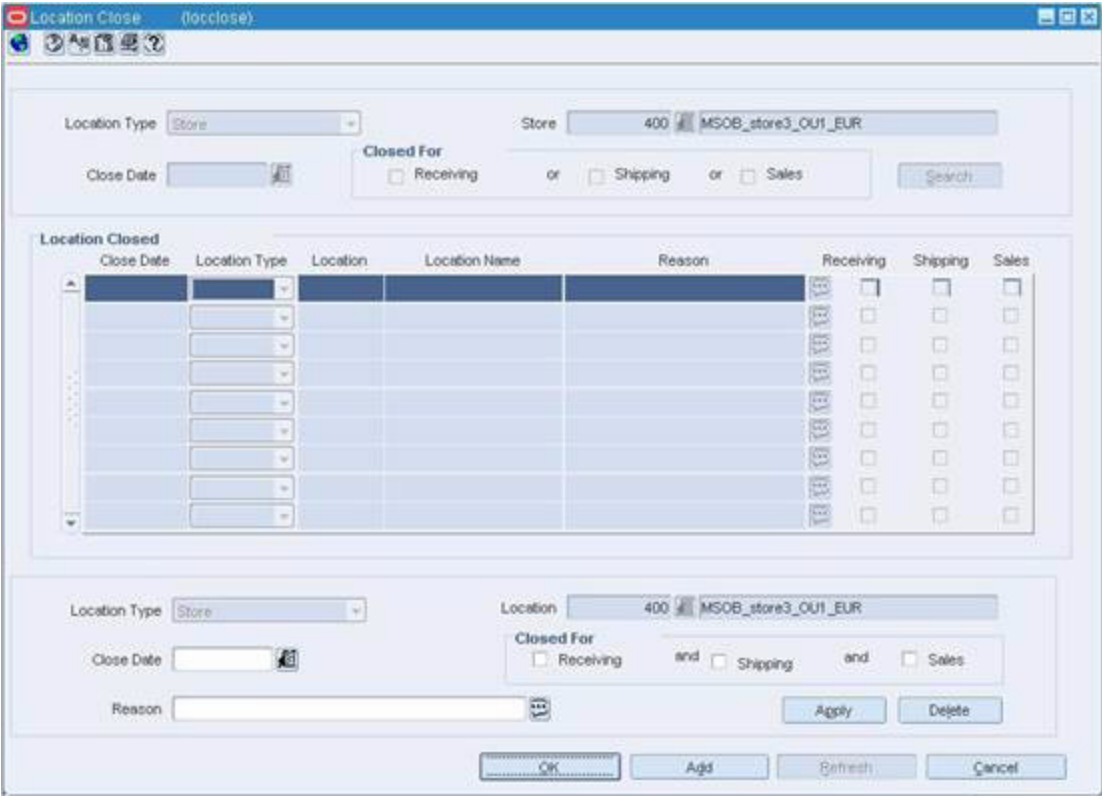 Location Close (locclose)
Location Type Store Store 400 MSOB_store3_OU1_EUR
Closed For
Close Date Receiving or Shipping or Sales Search
Location Closed
Close Date Location Type Location Location Name Reason Receiving Shipping Sales
Location Type Store Location 400 MSOB_store3_OU1_EUR
Closed For
Close Date Receiving and Shipping and Sales
Reason Apply Delete
OK Add Refresh Cancel